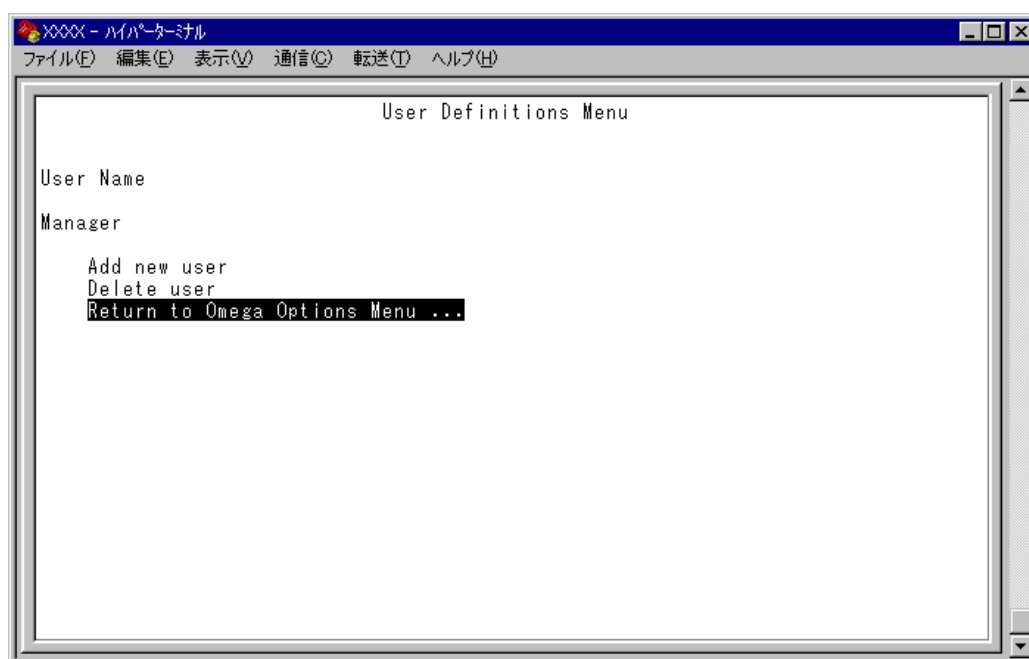 XXXX - ﾊｲﾊﾟｰﾀｰﾐﾅﾙ
ファイル(F) 編集(E) 表示(V) 通信(C) 転送(T) ヘルプ(H)
User Definitions Menu
User Name
Manager
Add new user
Delete user
Return to Omega Options Menu ...